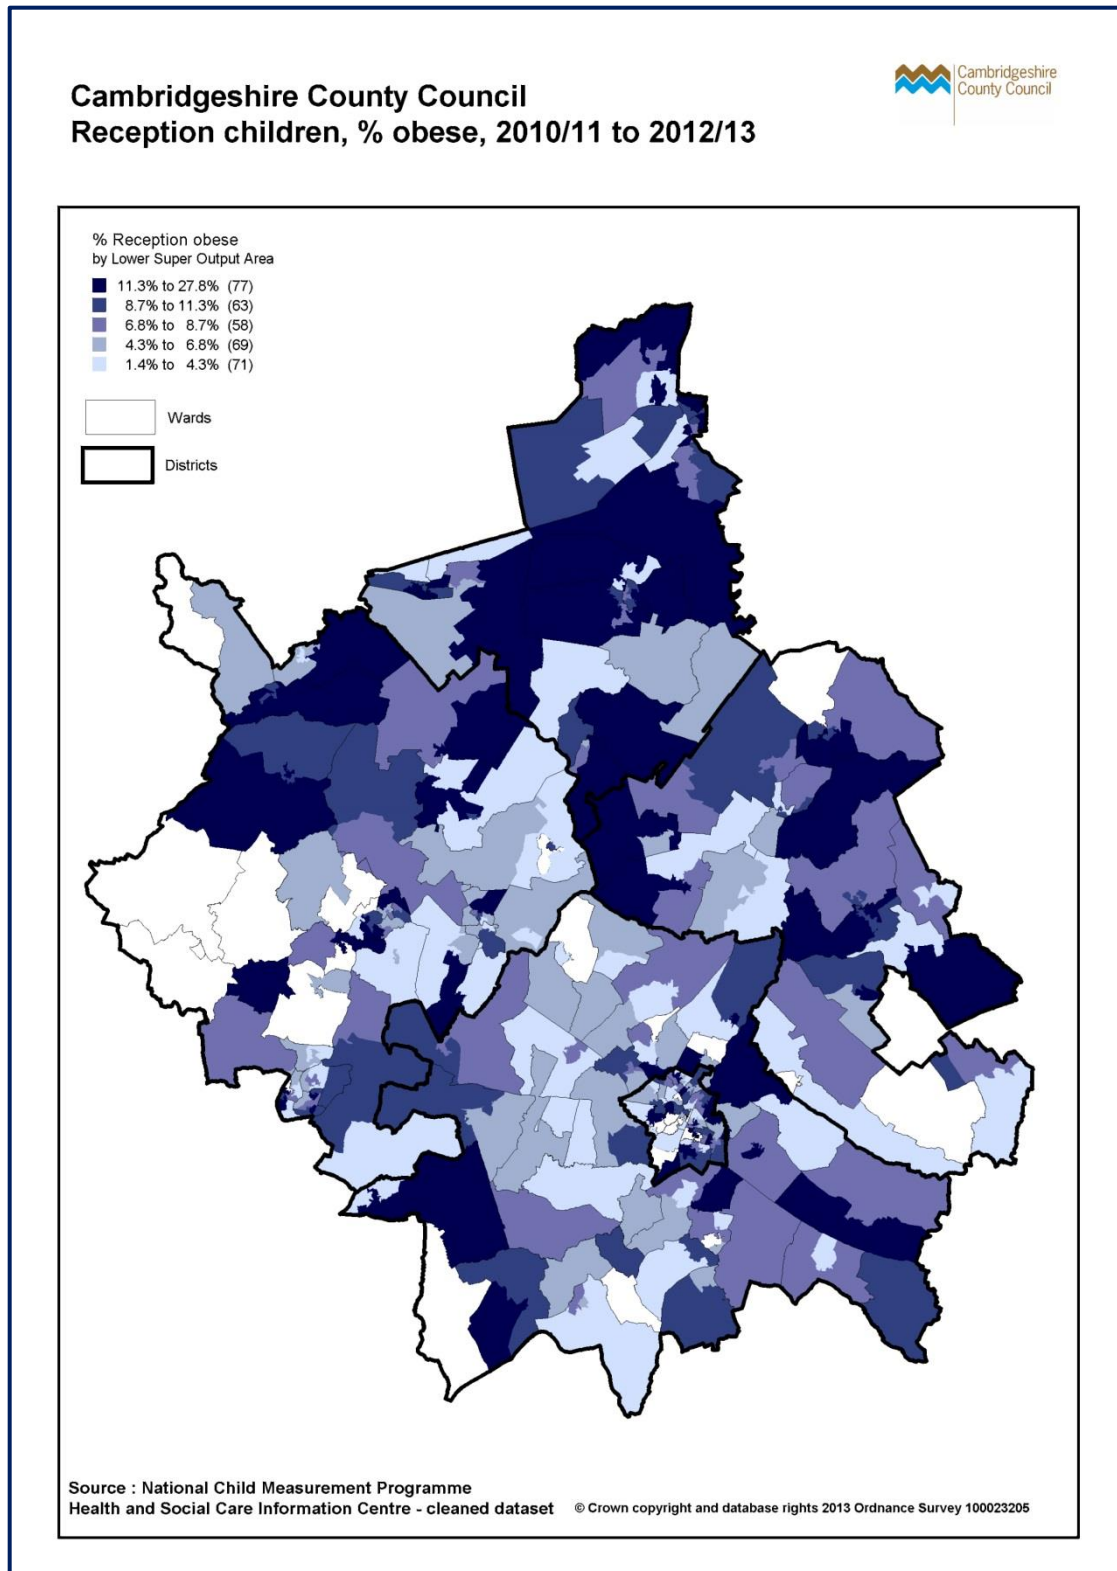 Cambridgeshire County Council
Reception children, % obese, 2010/11 to 2012/13
Cambridgeshire
County Council
% Reception obese
by Lower Super Output Area
11.3% to 27.8% (77)
8.7% to 11.3% (63)
6.8% to 8.7% (58)
4.3% to 6.8% (69)
1.4% to 4.3% (71)
Wards
Districts
Source : National Child Measurement Programme
Health and Social Care Information Centre - cleaned dataset © Crown copyright and database rights 2013 Ordnance Survey 100023205